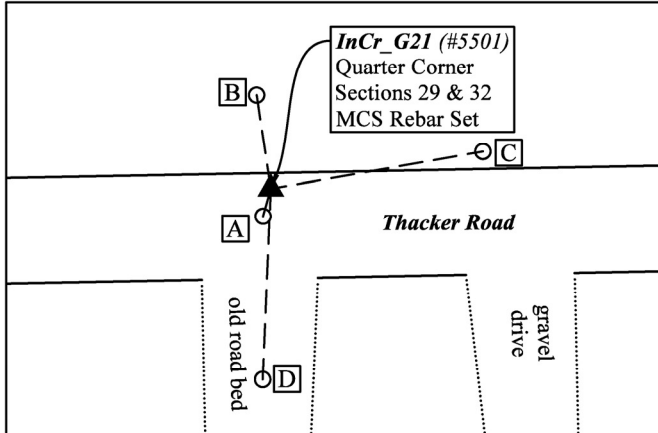 InCr_G21 (#5501)
Quarter Corner
Sections 29 & 32
MCS Rebar Set
B
C
A
Thacker Road
old road bed
gravel
drive
D